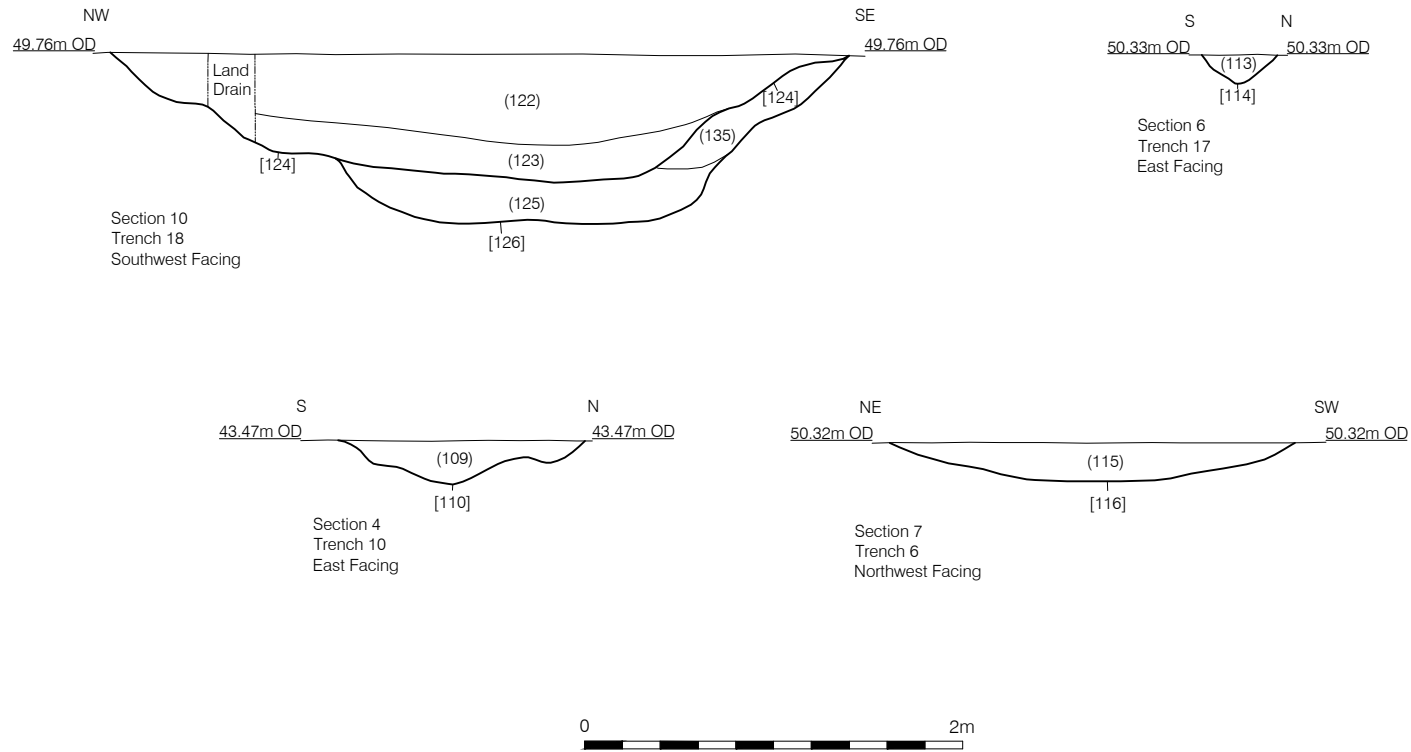 NW
SE
49.76m OD
49.76m OD
Land
Drain
(122)
[124]
(135)
(123)
[124]
(125)
[126]
Section 10
Trench 18
Southwest Facing
S
N
50.33m OD
50.33m OD
(113)
[114]
Section 6
Trench 17
East Facing
S
N
43.47m OD
43.47m OD
(109)
[110]
Section 4
Trench 10
East Facing
NE
SW
50.32m OD
50.32m OD
(115)
[116]
Section 7
Trench 6
Northwest Facing
0
2m